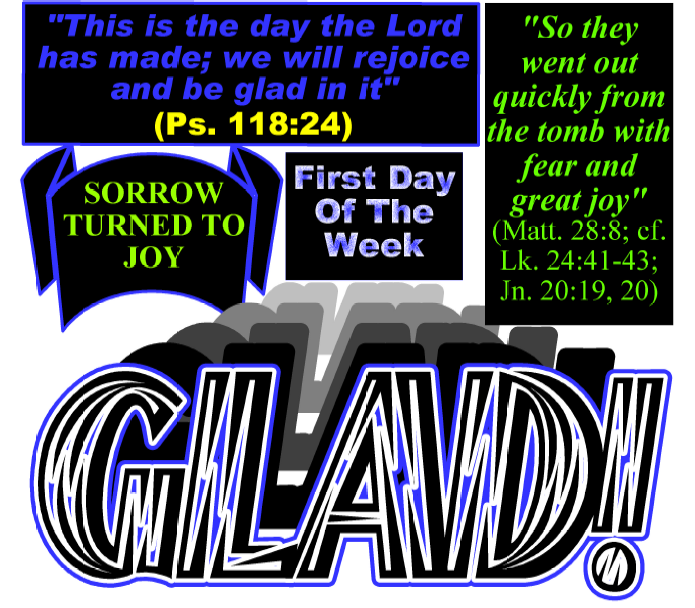 "This is the day the Lord
has made; we will rejoice
and be glad in it"
(Ps. 118:24)
"So they
went out
quickly from
the tomb with
fear and
great joy"
(Matt. 28:8; cf.
Lk. 24:41-43;
Jn. 20:19, 20)
SORROW
TURNED TO
JOY
First Day
Of The
Week
GLAD!